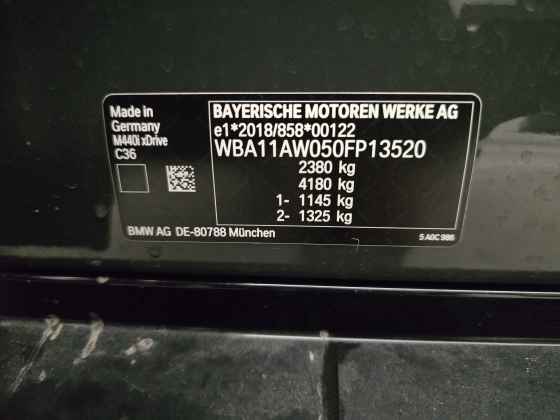 Made in
Germany
M440i xDrive
C36
BAYERISCHE MOTOREN WERKE AG
e1*2018/858*00122
WBA11AW050FP13520
2380 kg
4180 kg
1- 1145 kg
2- 1325 kg
BMW AG DE-80788 München
5 A0C 986